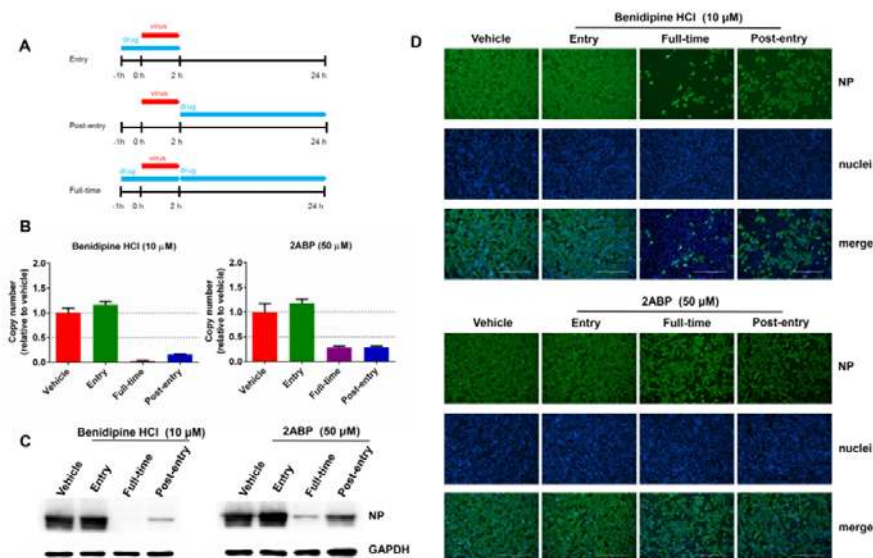 A
virus
drug
Entry
-1h 0 h 2 h 24 h
virus
drug
Post-entry
-1h 0 h 2 h 24 h
virus
drug drug
Full-time
-1h 0 h 2 h 24 h
B
Benidipine HCl (10 μM)
Copy number
(relative to vehicle)
2.0
1.5
1.0
0.5
0.0
Vehicle
Entry
Full-time
Post-entry
2ABP (50 μM)
Copy number
(relative to vehicle)
2.0
1.5
1.0
0.5
0.0
Vehicle
Entry
Full-time
Post-entry
C
Benidipine HCl (10 μM)
Vehicle Entry Full-time Post-entry
2ABP (50 μM)
Vehicle Entry Full-time Post-entry
NP
GAPDH
D
Benidipine HCl (10 μM)
Vehicle Entry Full-time Post-entry
NP
nuclei
merge
2ABP (50 μM)
Vehicle Entry Full-time Post-entry
NP
nuclei
merge